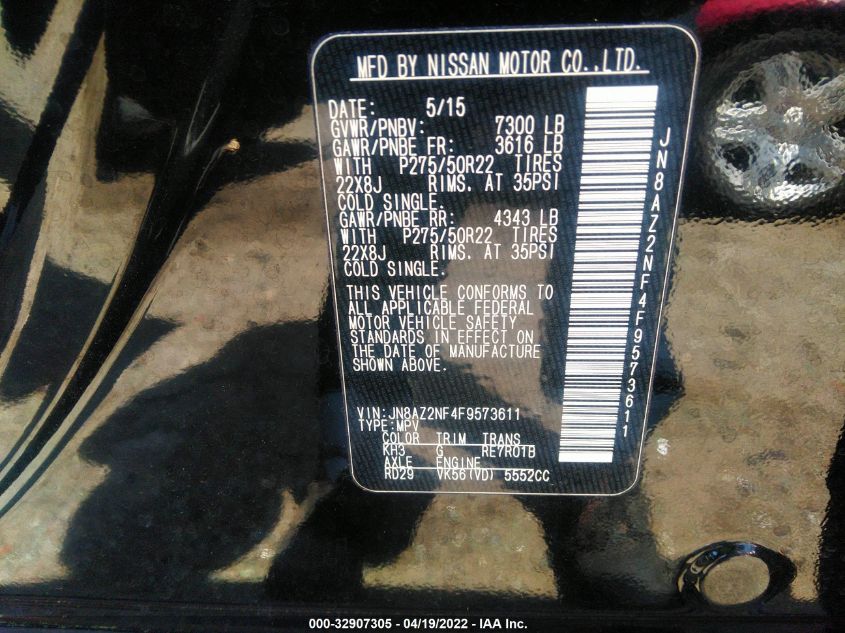 MFD BY NISSAN MOTOR CO.,LTD.
DATE: 5/15
GVWR/PNBV: 7300 LB
GAWR/PNBE FR: 3616 LB
WITH P275/50R22 TIRES
22X8J RIMS. AT 35PSI
COLD SINGLE.
GAWR/PNBE RR: 4343 LB
WITH P275/50R22 TIRES
22X8J RIMS. AT 35PSI
COLD SINGLE.
THIS VEHICLE CONFORMS TO
ALL APPLICABLE FEDERAL
MOTOR VEHICLE SAFETY
STANDARDS IN EFFECT ON
THE DATE OF MANUFACTURE
SHOWN ABOVE.
VIN:JN8AZ2NF4F9573611
TYPE:MPV
COLOR TRIM TRANS
KH3 G RE7R01B
AXLE ENGINE
RD29 VK56(VD) 5552CC
JN8AZ2NF4F9573611
000-32907305 - 04/19/2022 - IAA Inc.